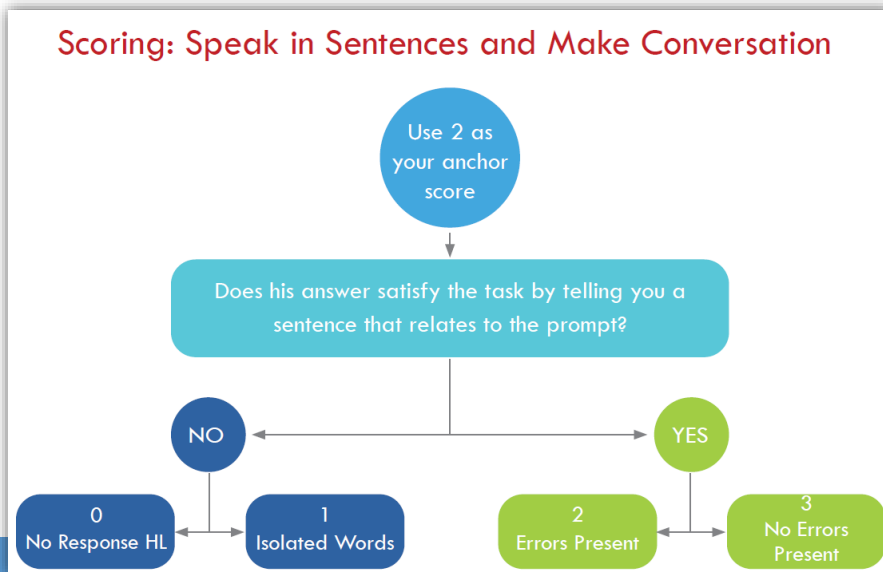 Scoring: Speak in Sentences and Make Conversation
Use 2 as
your anchor
score
Does his answer satisfy the task by telling you a
sentence that relates to the prompt?
NO
YES
0
No Response HL
1
Isolated Words
2
Errors Present
3
No Errors
Present